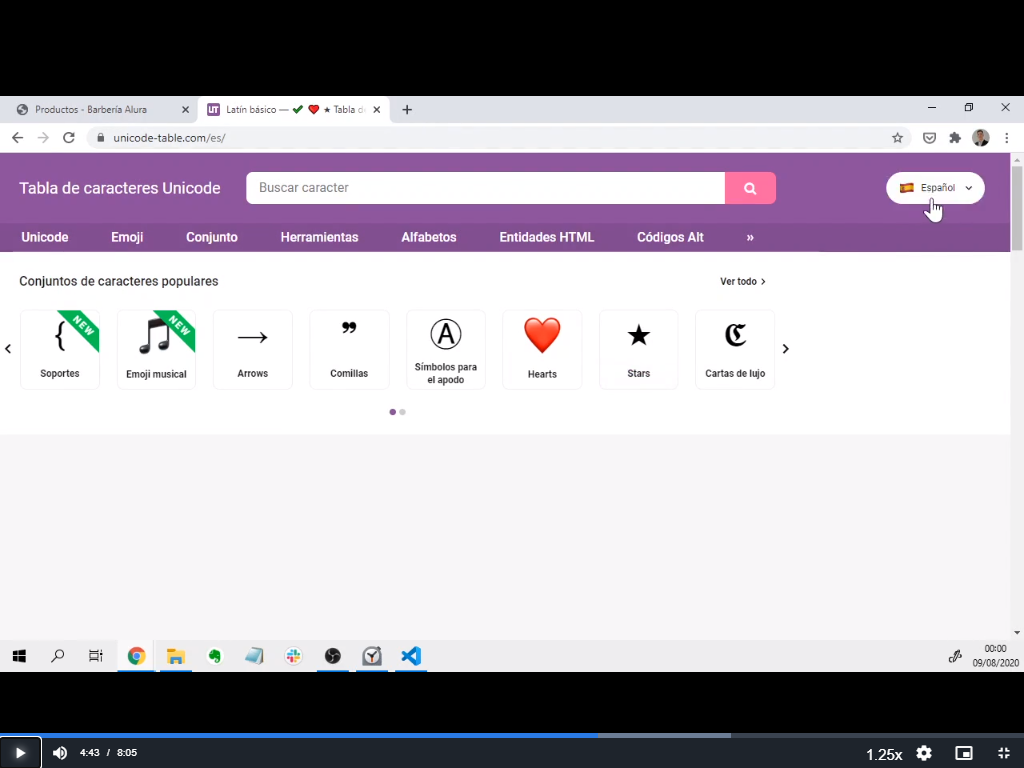 Productos - Barbería Alura
UT Latín básico — ✔ ❤ ★ Tabla d
unicode-table.com/es/
Tabla de caracteres Unicode
Buscar caracter
Español
Unicode Emoji Conjunto Herramientas Alfabetos Entidades HTML Códigos Alt »
Conjuntos de caracteres populares
Ver todo
{ NEW
NEW
→
❞
Ⓐ
★
ℭ
Soportes
Emoji musical
Arrows
Comillas
Símbolos para
el apodo
Hearts
Stars
Cartas de lujo
00:00
09/08/2020
4:43 / 8:05
1.25x